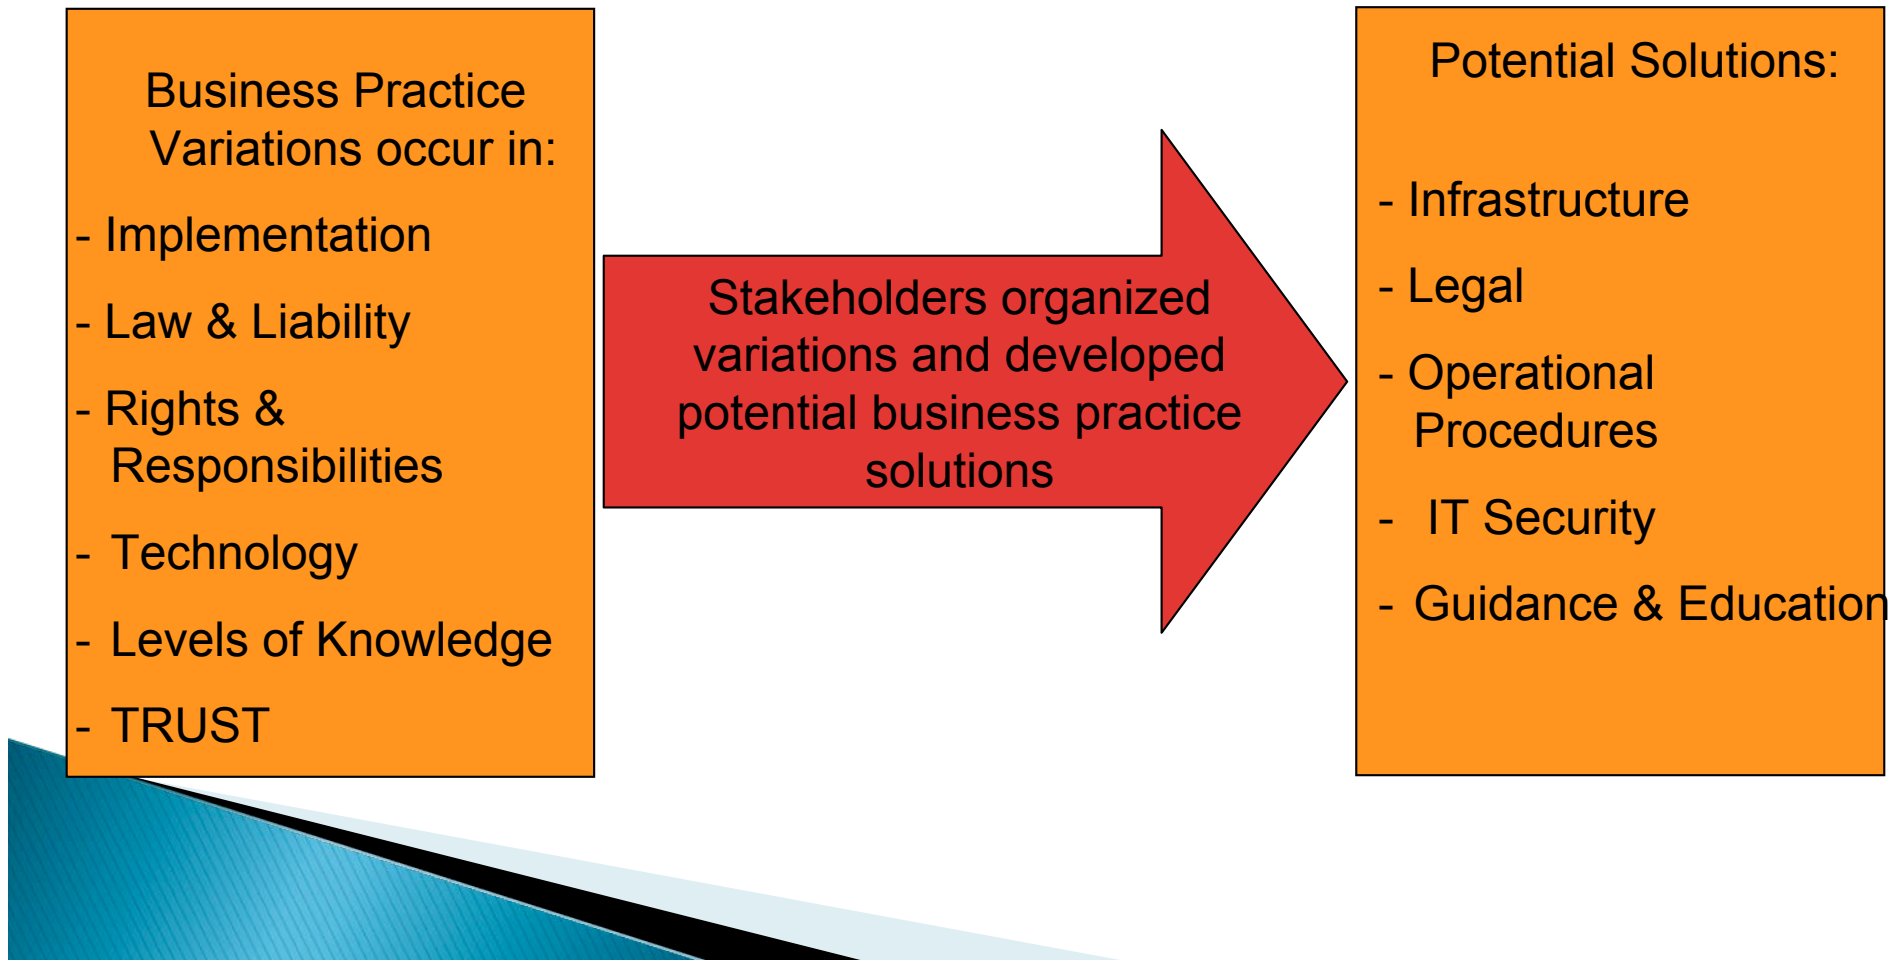 Business Practice
Variations occur in:
- Implementation
- Law & Liability
- Rights &
Responsibilities
- Technology
- Levels of Knowledge
- TRUST
Stakeholders organized
variations and developed
potential business practice
solutions
Potential Solutions:
- Infrastructure
- Legal
- Operational
Procedures
- IT Security
- Guidance & Education